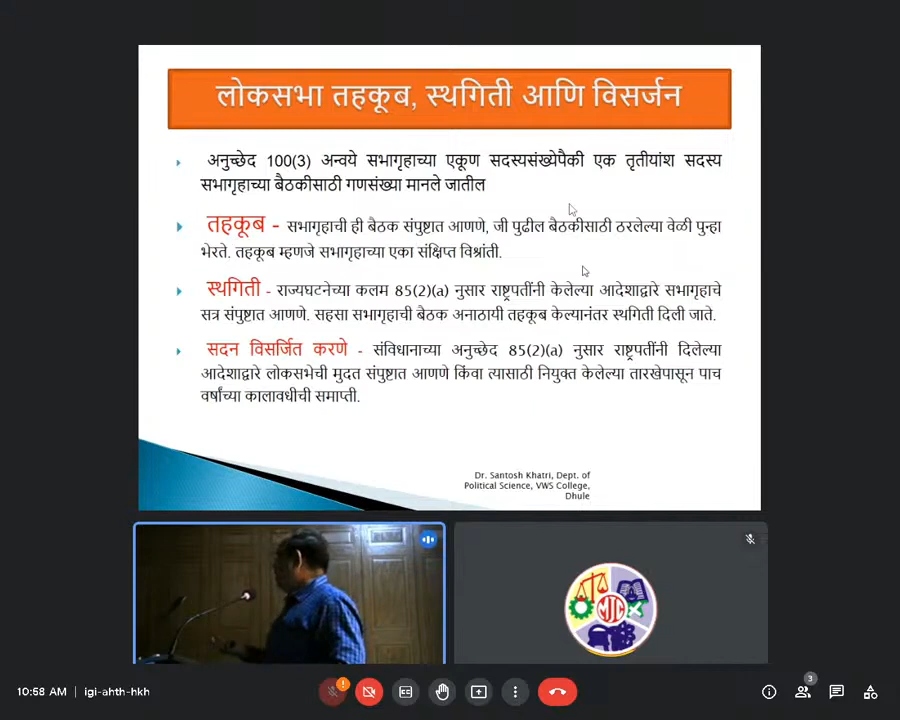 लोकसभा तहकूब, स्थगिती आणि विसर्जन
अनुच्छेद 100(3) अन्वये सभागृहाच्या एकूण सदस्यसंख्येपैकी एक तृतीयांश सदस्य
सभागृहाच्या बैठकीसाठी गणसंख्या मानले जातील
तहकूब - सभागृहाची ही बैठक संपुष्टात आणणे, जी पुढील बैठकीसाठी ठरलेल्या वेळी पुन्हा
भेरते. तहकूब म्हणजे सभागृहाच्या एका संक्षिप्त विश्रांती.
स्थगिती - राज्यघटनेच्या कलम 85(2)(a) नुसार राष्ट्रपतींनी केलेल्या आदेशाद्वारे सभागृहाचे
सत्र संपुष्टात आणणे. सहसा सभागृहाची बैठक अनाठायी तहकूब केल्यानंतर स्थगिती दिली जाते.
सदन विसर्जित करणे - संविधानाच्या अनुच्छेद 85(2)(a) नुसार राष्ट्रपतींनी दिलेल्या
आदेशाद्वारे लोकसभेची मुदत संपुष्टात आणणे किंवा त्यासाठी नियुक्त केलेल्या तारखेपासून पाच
वर्षांच्या कालावधीची समाप्ती.
Dr. Santosh Khatri, Dept. of
Political Science, VWS College,
Dhule
MJC
10:58 AM | igi-ahth-hkh
3